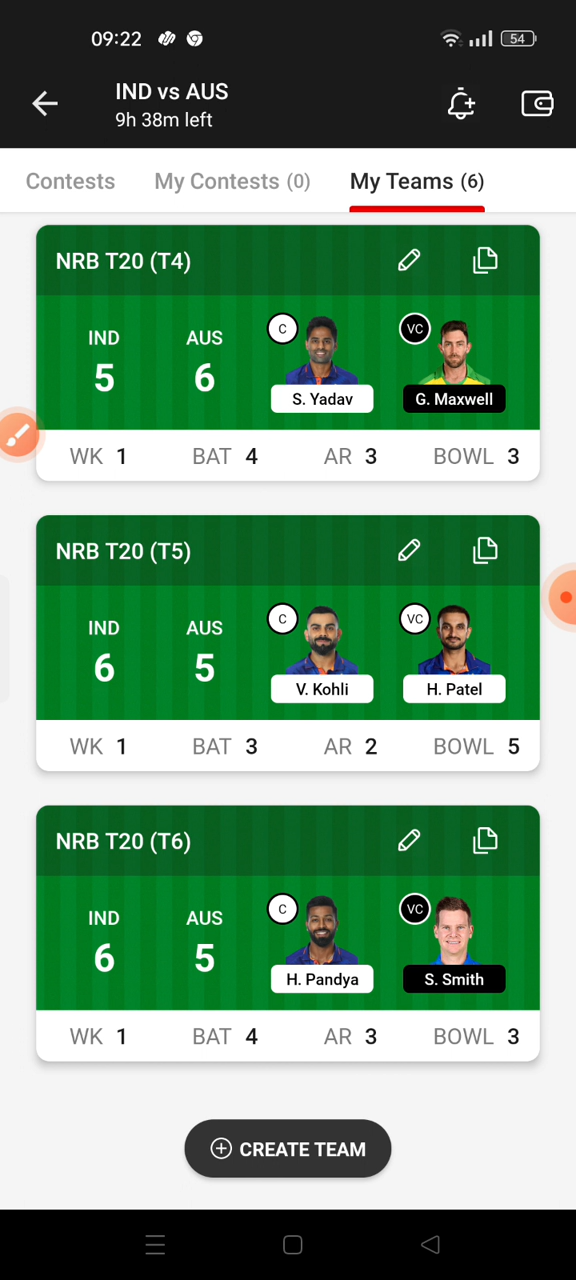 09:22 54
IND vs AUS
9h 38m left
Contests My Contests (0) My Teams (6)
NRB T20 (T4)
IND AUS C VC
5 6
S. Yadav G. Maxwell
WK 1 BAT 4 AR 3 BOWL 3
NRB T20 (T5)
IND AUS C VC
6 5
V. Kohli H. Patel
WK 1 BAT 3 AR 2 BOWL 5
NRB T20 (T6)
IND AUS C VC
6 5
H. Pandya S. Smith
WK 1 BAT 4 AR 3 BOWL 3
CREATE TEAM